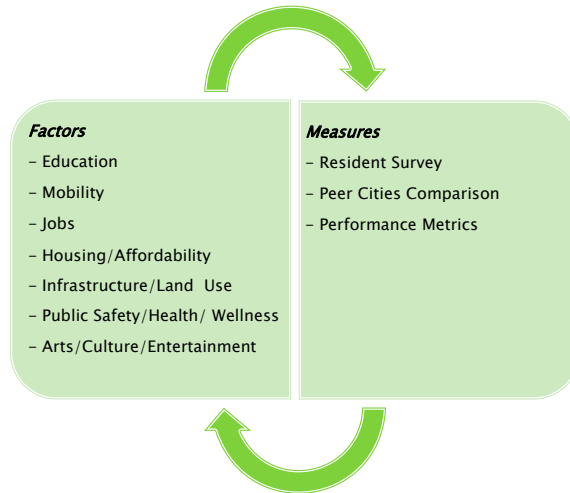 Factors
– Education
– Mobility
– Jobs
– Housing/Affordability
– Infrastructure/Land Use
– Public Safety/Health/ Wellness
– Arts/Culture/Entertainment
Measures
– Resident Survey
– Peer Cities Comparison
– Performance Metrics